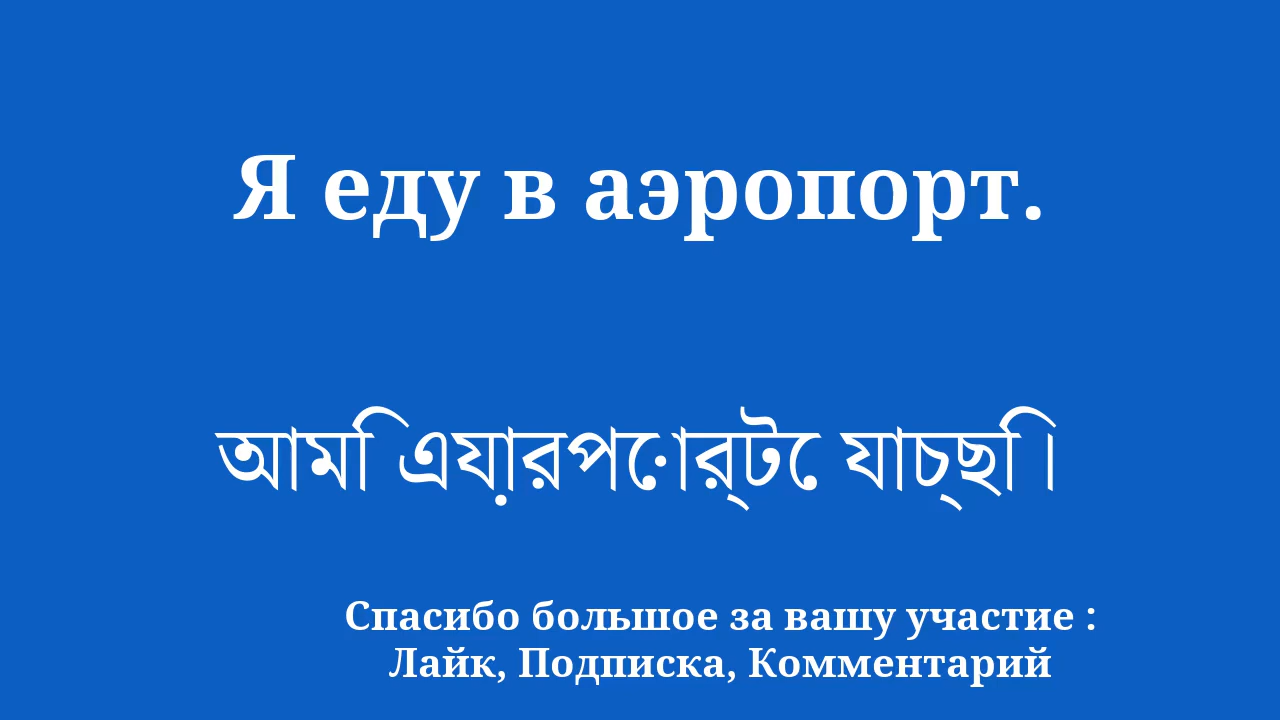 Я еду в аэропорт.
আমি এয়ারপোর্টে যাচ্ছি।
Спасибо большое за вашу участие :
Лайк, Подписка, Комментарий